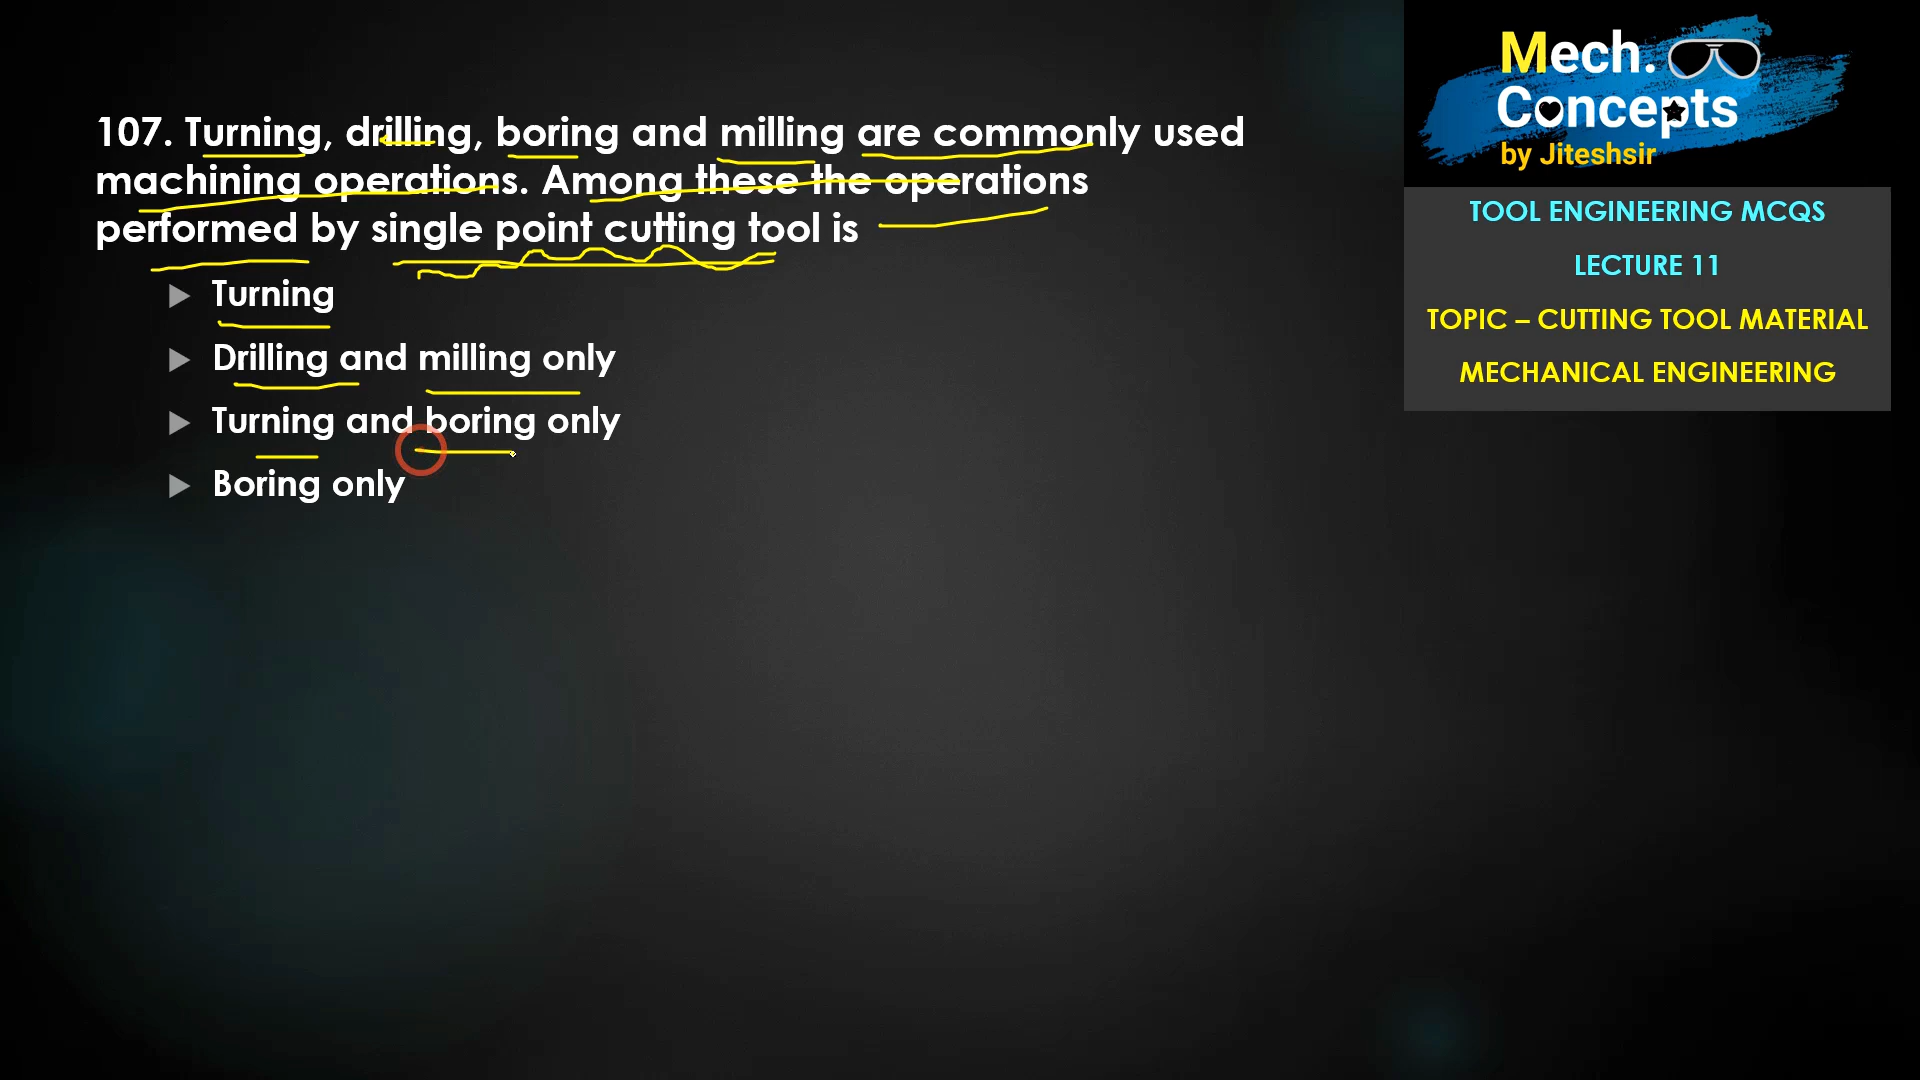 107. Turning, drilling, boring and milling are commonly used
machining operations. Among these the operations
performed by single point cutting tool is
Turning
Drilling and milling only
Turning and boring only
Boring only
Mech.
Concepts
by Jiteshsir
TOOL ENGINEERING MCQS
LECTURE 11
TOPIC – CUTTING TOOL MATERIAL
MECHANICAL ENGINEERING